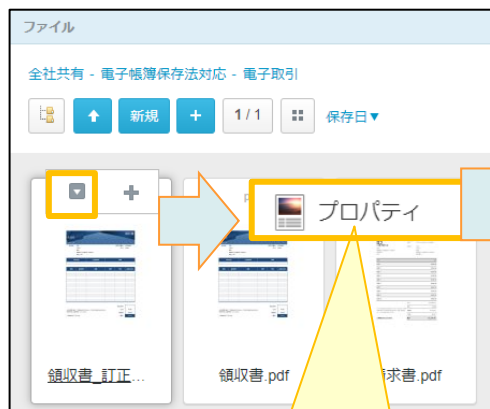 ファイル
全社共有 - 電子帳簿保存法対応 - 電子取引
新規
1 / 1
保存日▼
プロパティ
領収書_訂正...
領収書.pdf
求書.pdf